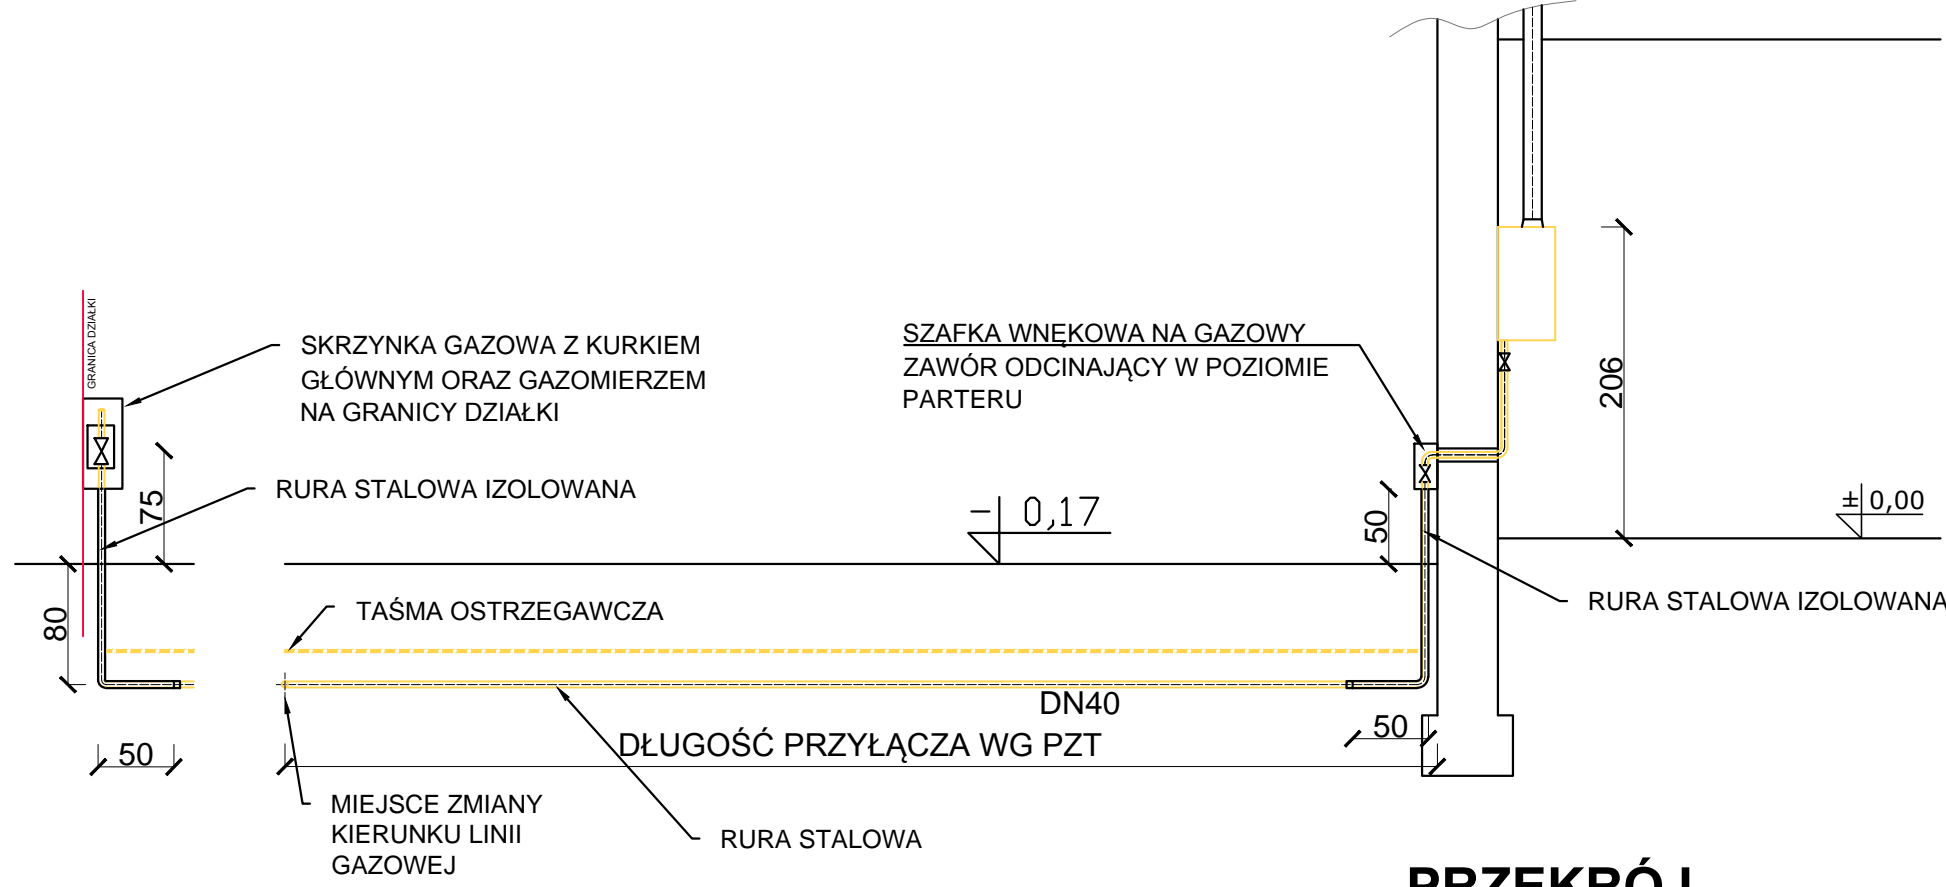 GRANICA DZIAŁKI
SKRZYNKA GAZOWA Z KURKIEM
GŁÓWNYM ORAZ GAZOMIERZEM
NA GRANICY DZIAŁKI
SZAFKA WNĘKOWA NA GAZOWY
ZAWÓR ODCINAJĄCY W POZIOMIE
PARTERU
206
RURA STALOWA IZOLOWANA
75
- 0,17
50
± 0,00
80
TAŚMA OSTRZEGAWCZA
RURA STALOWA IZOLOWANA
DN40
50
DŁUGOŚĆ PRZYŁĄCZA WG PZT
50
MIEJSCE ZMIANY
KIERUNKU LINII
GAZOWEJ
RURA STALOWA
PRZEKRÓJ